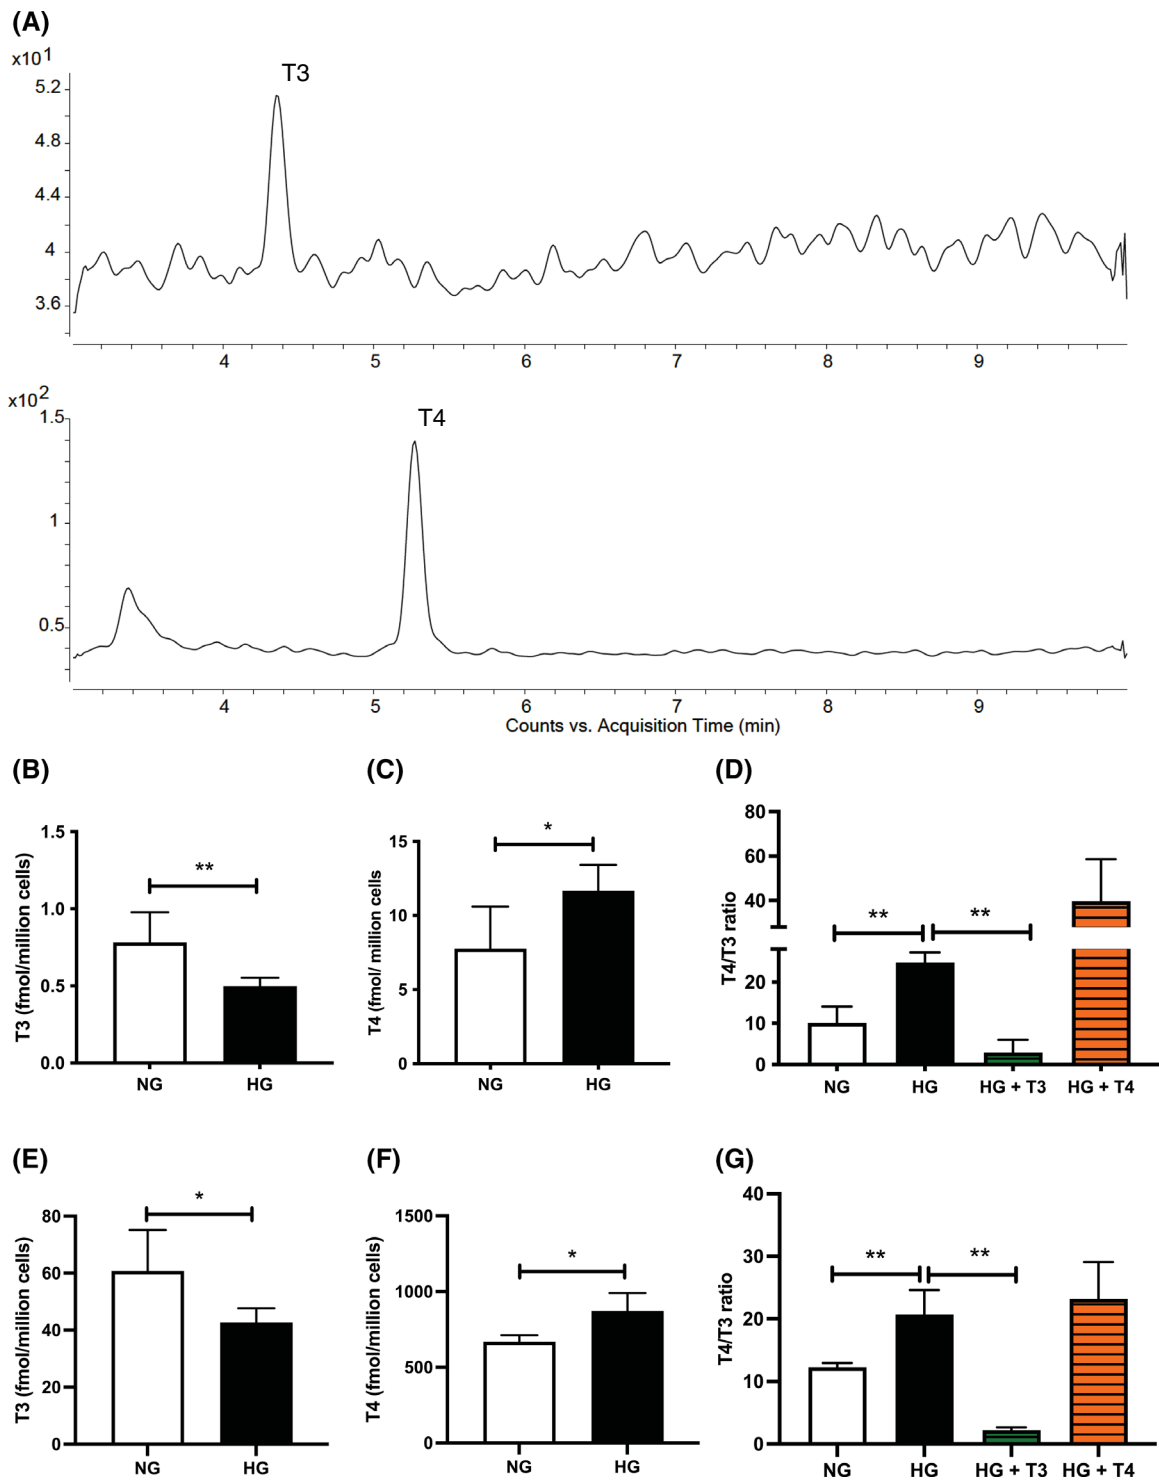 (A)
x10¹
T3
5.2
4.8
4.4
4
3.6
4 5 6 7 8 9
x10²
T4
1.5
1
0.5
4 5 6 7 8 9
Counts vs. Acquisition Time (min)
(B)
T3 (fmol/million cells)
1.5
1.0
0.5
0.0
**
NG HG
(C)
T4 (fmol/ million cells
15
10
5
0
*
NG HG
(D)
T4/T3 ratio
80
60
40
20
10
0
** **
NG HG HG + T3 HG + T4
(E)
T3 (fmol/million cells)
80
60
40
20
0
*
NG HG
(F)
T4 (fmol/million cells)
1500
1000
500
0
*
NG HG
(G)
T4/T3 ratio
40
30
20
10
0
** **
NG HG HG + T3 HG + T4